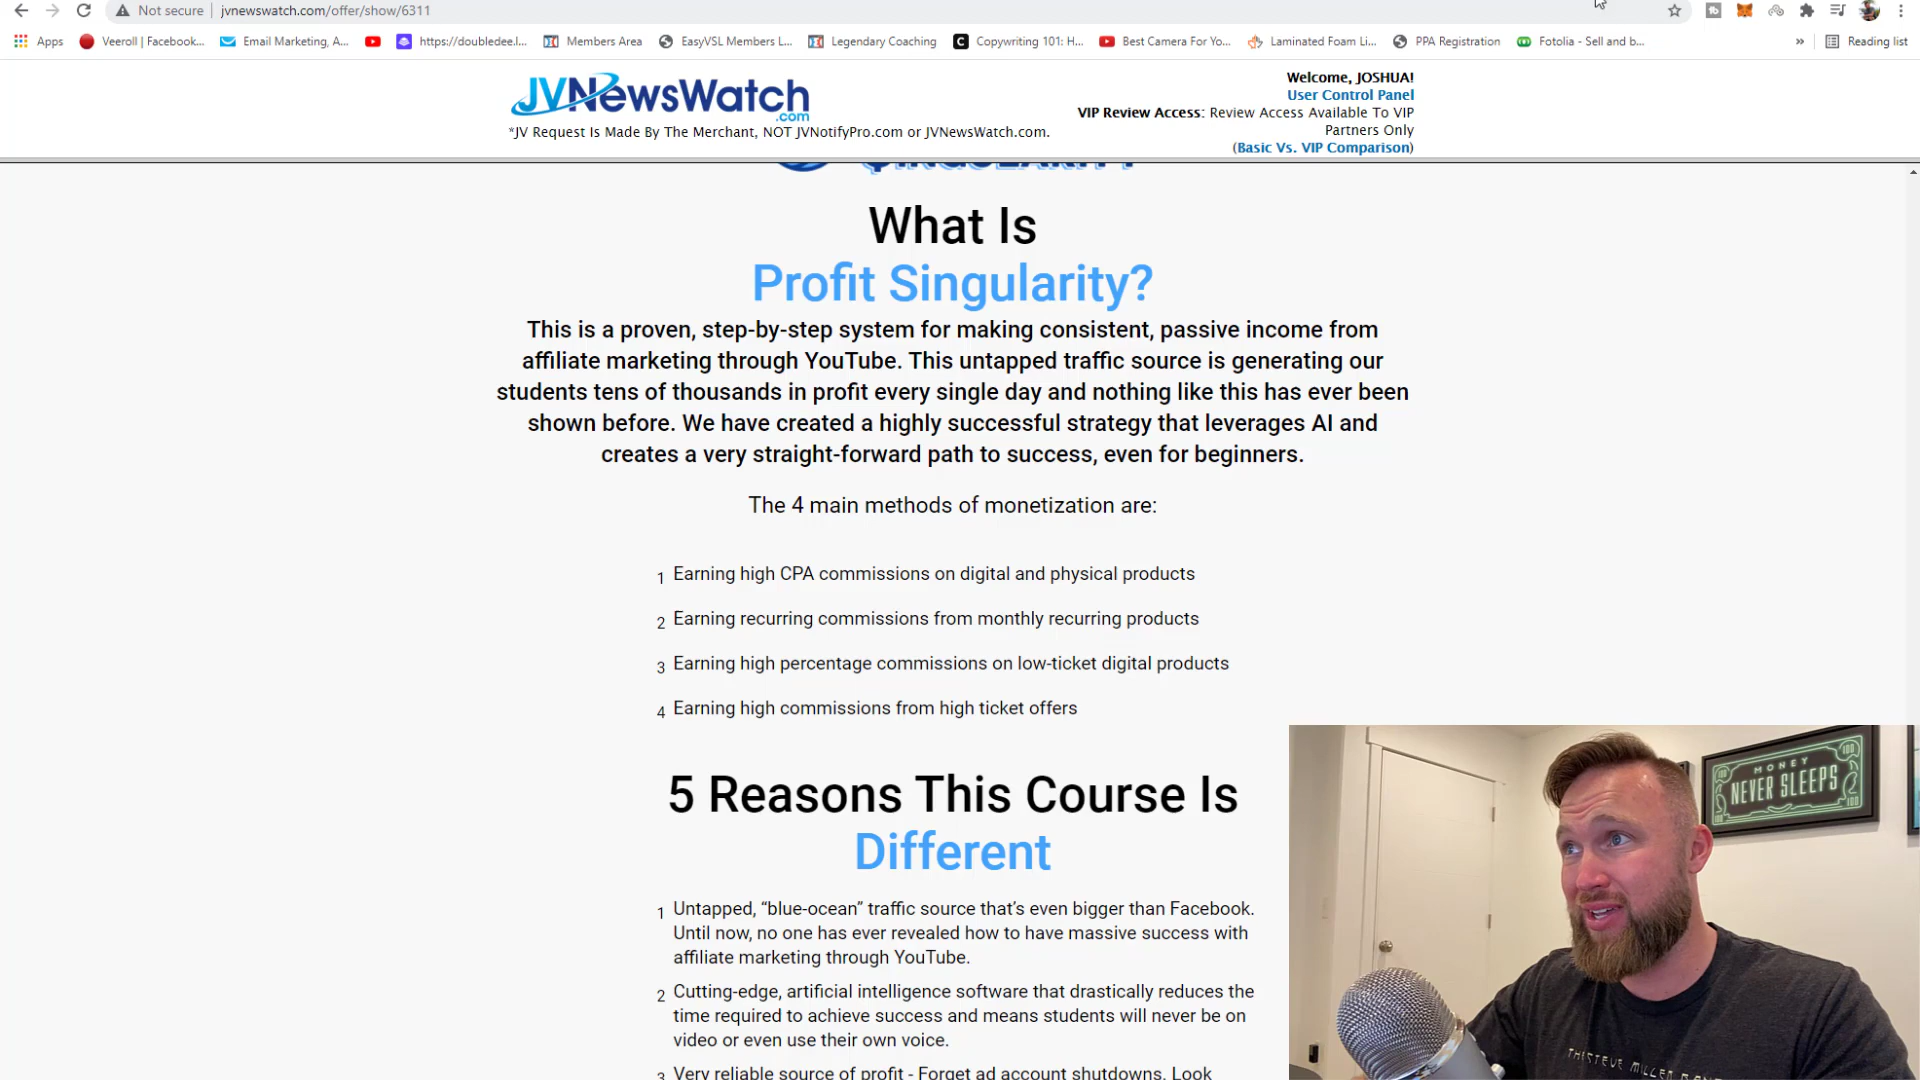 Not secure jvnewswatch.com/offer/show/6311
Apps Veeroll | Facebook... Email Marketing, A... https://doubledee.l... Members Area EasyVSL Members L... Legendary Coaching Copywriting 101: H... Best Camera For Yo... Laminated Foam Li... PPA Registration Fotolia - Sell and b... » Reading list
JVNewsWatch
.com
*JV Request Is Made By The Merchant, NOT JVNotifyPro.com or JVNewsWatch.com.
Welcome, JOSHUA!
User Control Panel
VIP Review Access: Review Access Available To VIP
Partners Only
(Basic Vs. VIP Comparison)
What Is
Profit Singularity?
This is a proven, step-by-step system for making consistent, passive income from
affiliate marketing through YouTube. This untapped traffic source is generating our
students tens of thousands in profit every single day and nothing like this has ever been
shown before. We have created a highly successful strategy that leverages AI and
creates a very straight-forward path to success, even for beginners.
The 4 main methods of monetization are:
1 Earning high CPA commissions on digital and physical products
2 Earning recurring commissions from monthly recurring products
3 Earning high percentage commissions on low-ticket digital products
4 Earning high commissions from high ticket offers
5 Reasons This Course Is
Different
1 Untapped, “blue-ocean” traffic source that’s even bigger than Facebook.
Until now, no one has ever revealed how to have massive success with
affiliate marketing through YouTube.
2 Cutting-edge, artificial intelligence software that drastically reduces the
time required to achieve success and means students will never be on
video or even use their own voice.
3 Very reliable source of profit - Forget ad account shutdowns. Look
100 100
MONEY
NEVER SLEEPS
THE STEVE MILLER BAND